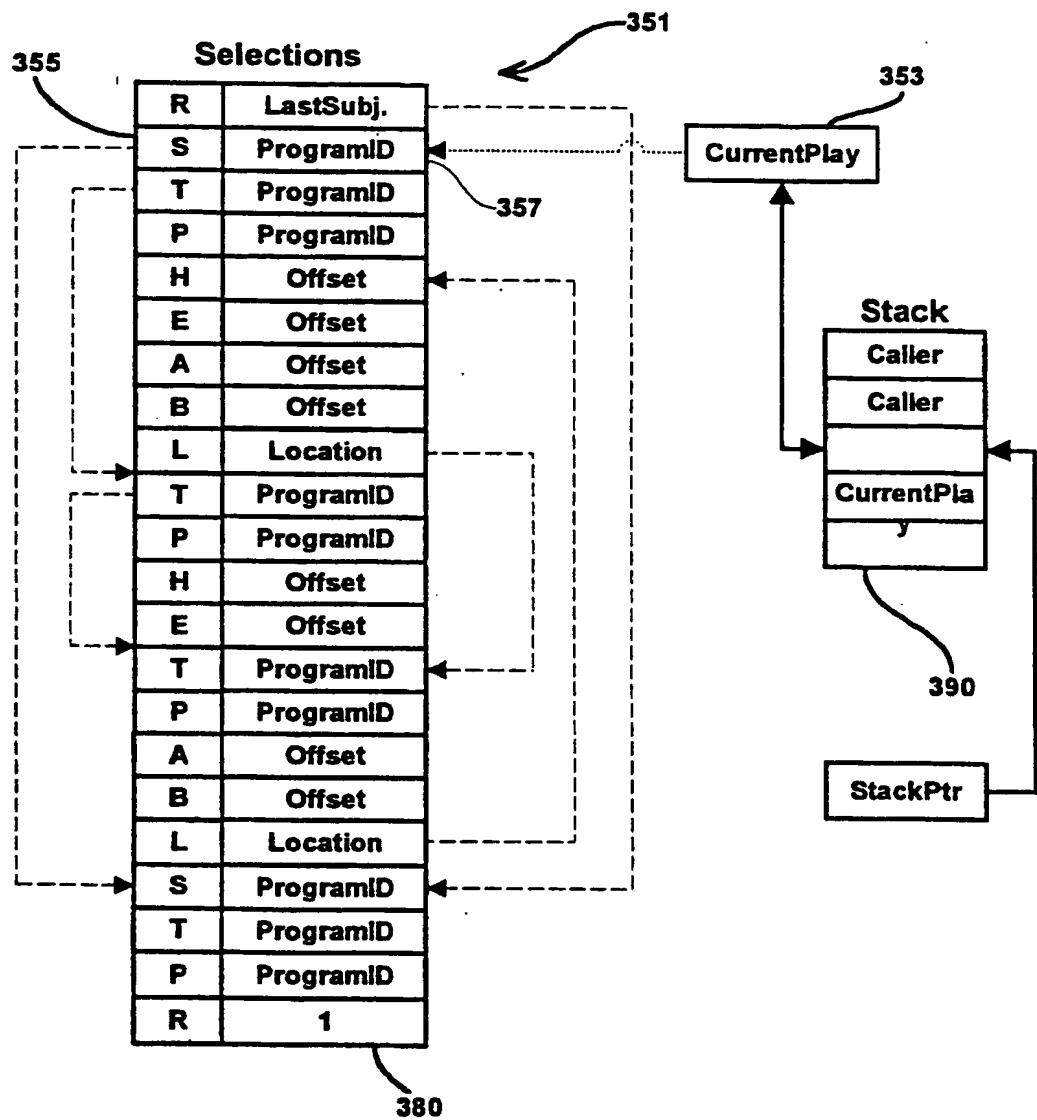 351
Selections
355
353
R LastSubj.
S ProgramID
CurrentPlay
T ProgramID
357
P ProgramID
H Offset
E Offset
A Offset
B Offset
L Location
T ProgramID
P ProgramID
H Offset
E Offset
T ProgramID
P ProgramID
A Offset
B Offset
L Location
S ProgramID
T ProgramID
P ProgramID
R 1
380
Stack
Caller
Caller
CurrentPla
y
390
StackPtr